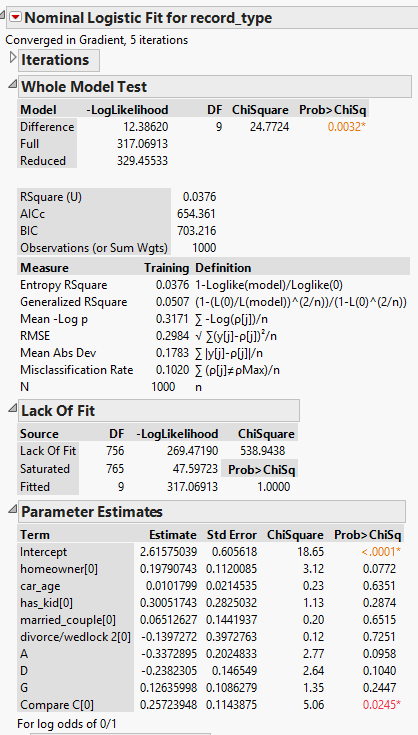 Nominal Logistic Fit for record_type
Converged in Gradient, 5 iterations
Iterations
Whole Model Test
Model -LogLikelihood DF ChiSquare Prob>ChiSq
Difference 12.38620 9 24.7724 0.0032*
Full 317.06913
Reduced 329.45533
RSquare (U) 0.0376
AICc 654.361
BIC 703.216
Observations (or Sum Wgts) 1000
Measure Training Definition
Entropy RSquare 0.0376 1-Loglike(model)/Loglike(0)
Generalized RSquare 0.0507 (1-(L(0)/L(model))^(2/n))/(1-L(0)^(2/n))
Mean -Log p 0.3171 ∑ -Log(ρ[j])/n
RMSE 0.2984 √ ∑(y[j]-ρ[j])²/n
Mean Abs Dev 0.1783 ∑ |y[j]-ρ[j]|/n
Misclassification Rate 0.1020 ∑ (ρ[j]≠ρMax)/n
N 1000 n
Lack Of Fit
Source DF -LogLikelihood ChiSquare
Lack Of Fit 756 269.47190 538.9438
Saturated 765 47.59723 Prob>ChiSq
Fitted 9 317.06913 1.0000
Parameter Estimates
Term Estimate Std Error ChiSquare Prob>ChiSq
Intercept 2.61575039 0.605618 18.65 <.0001*
homeowner[0] 0.19790743 0.1120085 3.12 0.0772
car_age 0.0101799 0.0214535 0.23 0.6351
has_kid[0] 0.30051743 0.2825032 1.13 0.2874
married_couple[0] 0.06512627 0.1441937 0.20 0.6515
divorce/wedlock 2[0] -0.1397272 0.3972763 0.12 0.7251
A -0.3372895 0.2024833 2.77 0.0958
D -0.2382305 0.146549 2.64 0.1040
G 0.12635998 0.1086279 1.35 0.2447
Compare C[0] 0.25723948 0.1143875 5.06 0.0245*
For log odds of 0/1